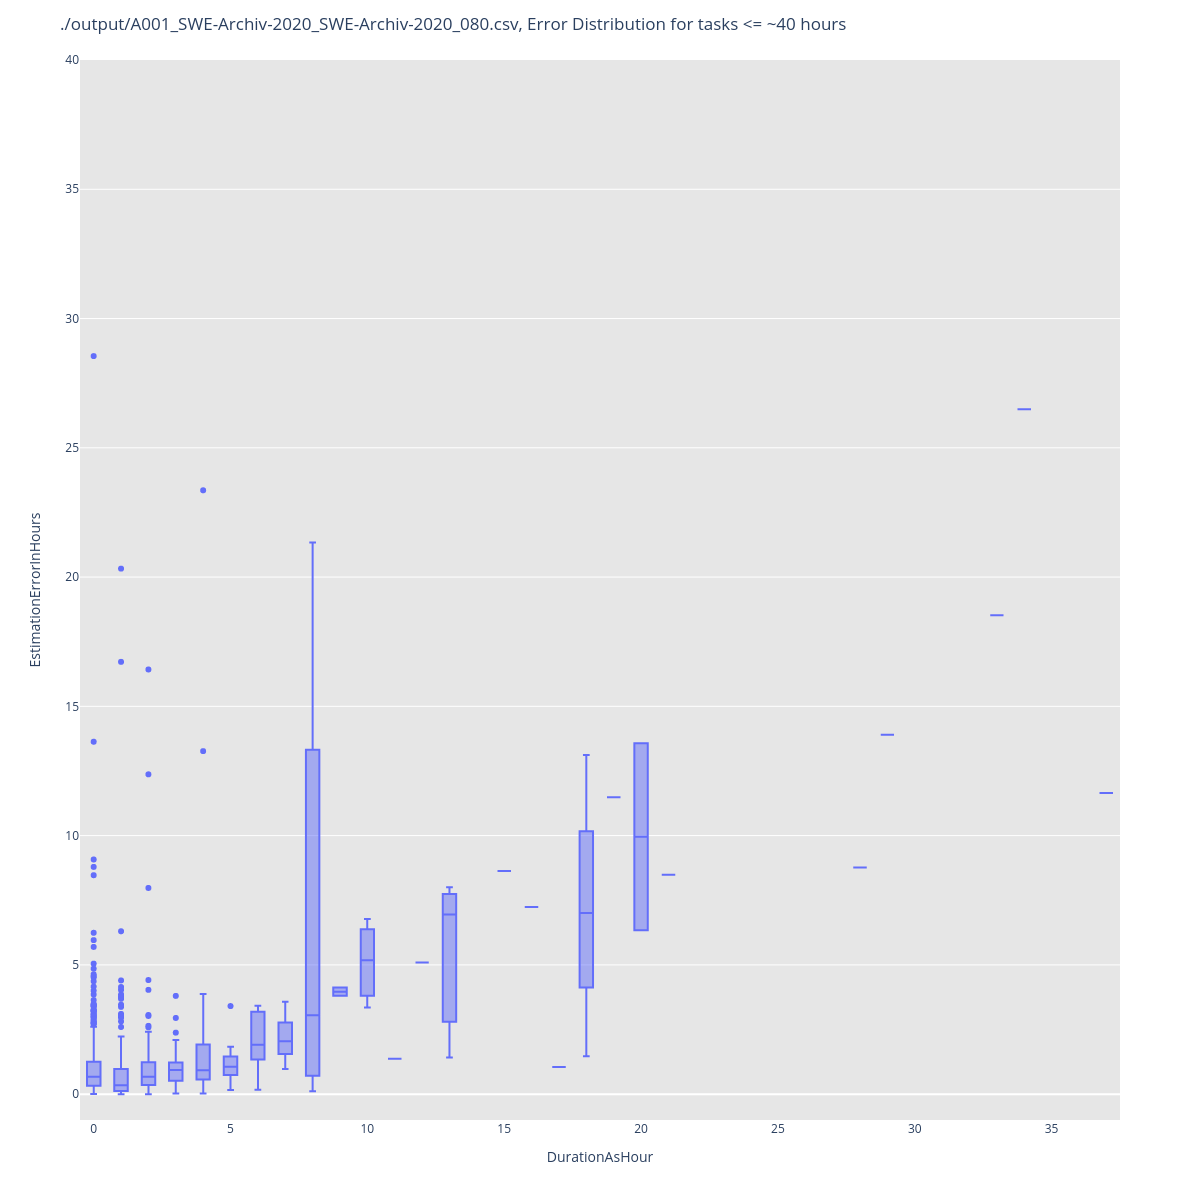 ./output/A001_SWE-Archiv-2020_SWE-Archiv-2020_080.csv, Error Distribution for tasks <= ~40 hours
40
35
30
25
20
15
10
5
0
EstimationErrorInHours
0 5 10 15 20 25 30 35
DurationAsHour